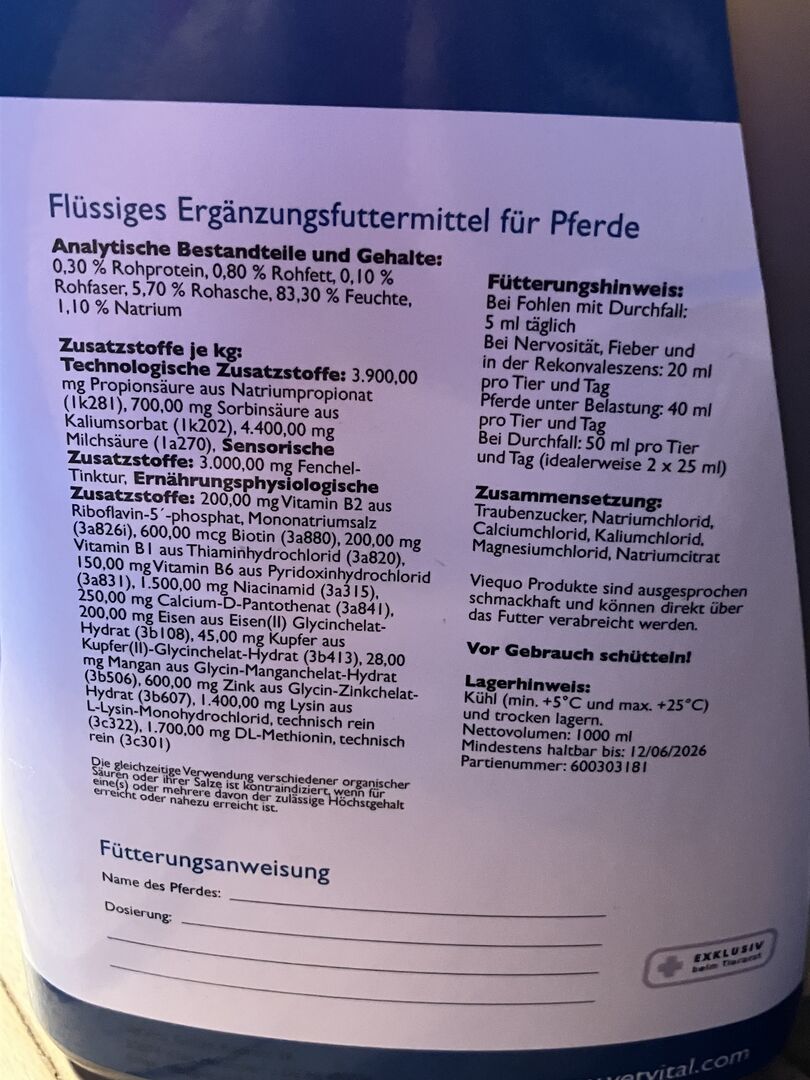 Flüssiges Ergänzungsfuttermittel für Pferde
Analytische Bestandteile und Gehalte:
0,30 % Rohprotein, 0,80 % Rohfett, 0,10 %
Rohfaser, 5,70 % Rohasche, 83,30 % Feuchte,
1,10 % Natrium
Zusatzstoffe je kg:
Technologische Zusatzstoffe: 3.900,00
mg Propionsäure aus Natriumpropionat
(1k281), 700,00 mg Sorbinsäure aus
Kaliumsorbat (1k202), 4.400,00 mg
Milchsäure (1a270), Sensorische
Zusatzstoffe: 3.000,00 mg Fenchel-
Tinktur, Ernährungsphysiologische
Zusatzstoffe: 200,00 mg Vitamin B2 aus
Riboflavin-5´-phosphat, Mononatriumsalz
(3a826i), 600,00 mcg Biotin (3a880), 200,00 mg
Vitamin B1 aus Thiaminhydrochlorid (3a820),
150,00 mg Vitamin B6 aus Pyridoxinhydrochlorid
(3a831), 1.500,00 mg Niacinamid (3a315),
250,00 mg Calcium-D-Pantothenat (3a841),
200,00 mg Eisen aus Eisen(II) Glycinchelat-
Hydrat (3b108), 45,00 mg Kupfer aus
Kupfer(II)-Glycinchelat-Hydrat (3b413), 28,00
mg Mangan aus Glycin-Manganchelat-Hydrat
(3b506), 600,00 mg Zink aus Glycin-Zinkchelat-
Hydrat (3b607), 1.400,00 mg Lysin aus
L-Lysin-Monohydrochlorid, technisch rein
(3c322), 1.700,00 mg DL-Methionin, technisch
rein (3c301)
Die gleichzeitige Verwendung verschiedener organischer
Säuren oder ihrer Salze ist kontraindiziert, wenn für
eine(s) oder mehrere davon der zulässige Höchstgehalt
erreicht oder nahezu erreicht ist.
Fütterungshinweis:
Bei Fohlen mit Durchfall:
5 ml täglich
Bei Nervosität, Fieber und
in der Rekonvaleszens: 20 ml
pro Tier und Tag
Pferde unter Belastung: 40 ml
pro Tier und Tag
Bei Durchfall: 50 ml pro Tier
und Tag (idealerweise 2 x 25 ml)
Zusammensetzung:
Traubenzucker, Natriumchlorid,
Calciumchlorid, Kaliumchlorid,
Magnesiumchlorid, Natriumcitrat
Viequo Produkte sind ausgesprochen
schmackhaft und können direkt über
das Futter verabreicht werden.
Vor Gebrauch schütteln!
Lagerhinweis:
Kühl (min. +5°C und max. +25°C)
und trocken lagern.
Nettovolumen: 1000 ml
Mindestens haltbar bis: 12/06/2026
Partienummer: 600303181
Fütterungsanweisung
Name des Pferdes:
Dosierung:
EXKLUSIV
beim Tierarzt